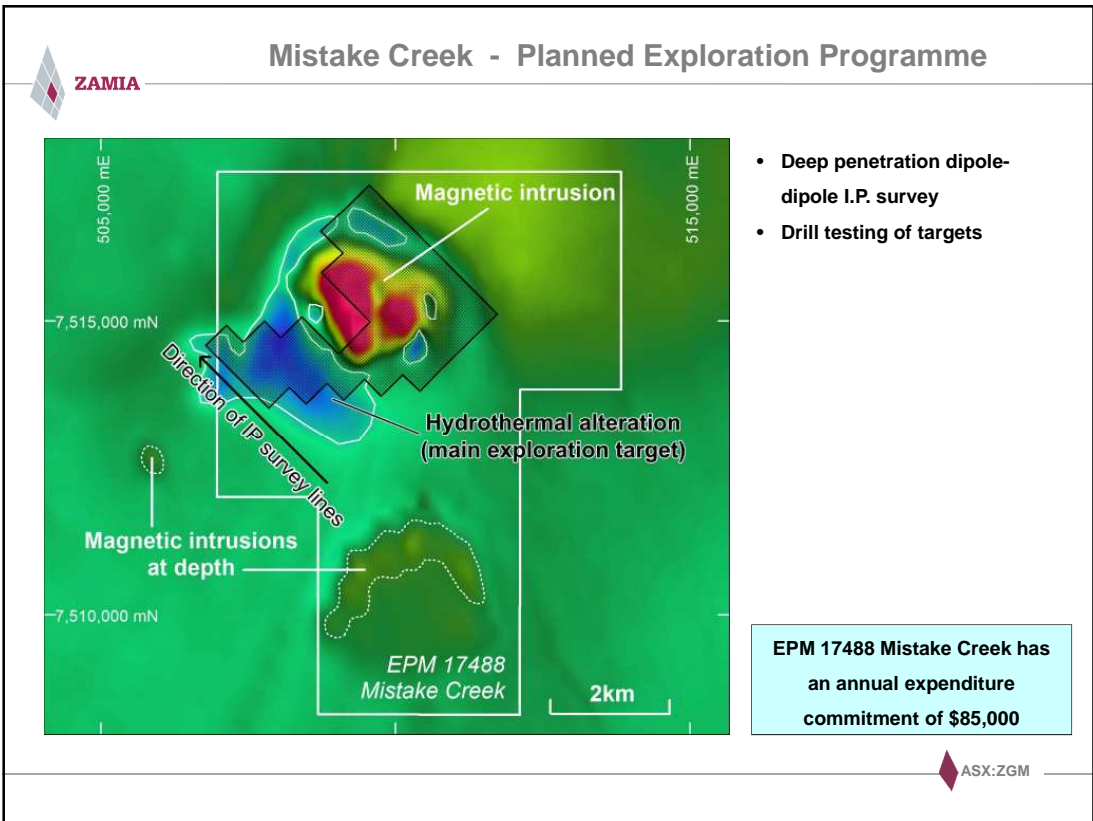 Mistake Creek - Planned Exploration Programme
ZAMIA
505,000 mE
515,000 mE
Magnetic intrusion
7,515,000 mN
Direction of IP survey lines
Hydrothermal alteration
(main exploration target)
Magnetic intrusions
at depth
7,510,000 mN
EPM 17488
Mistake Creek
2km
• Deep penetration dipole-
dipole I.P. survey
• Drill testing of targets
EPM 17488 Mistake Creek has
an annual expenditure
commitment of $85,000
ASX:ZGM